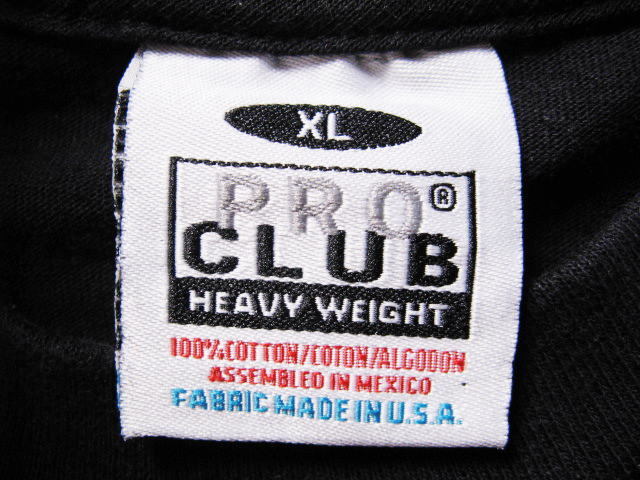 XL
PRO ®
CLUB
HEAVY WEIGHT
100%COTTON/COTON/ALGODON
ASSEMBLED IN MEXICO
FABRIC MADE IN U.S.A.